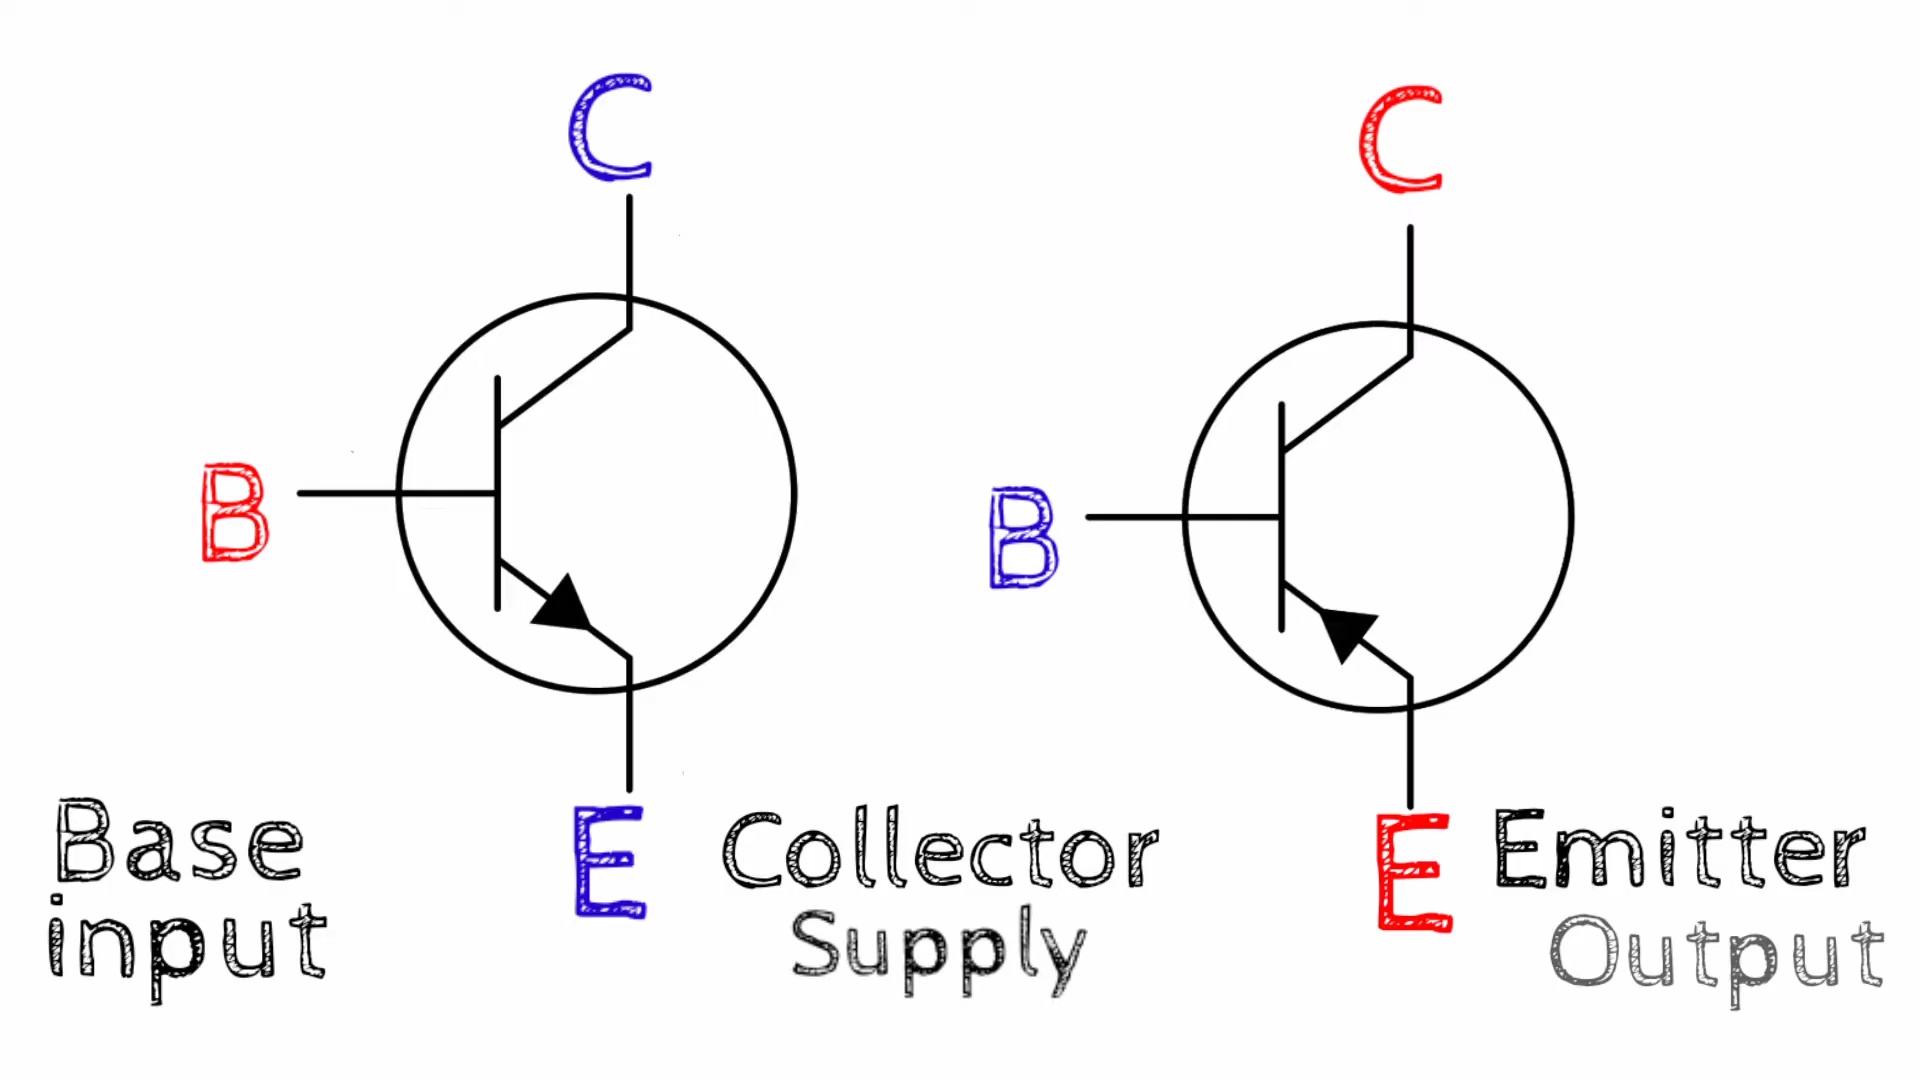 C
C
B
B
E
E
Base
input
Collector
Supply
Emitter
Output